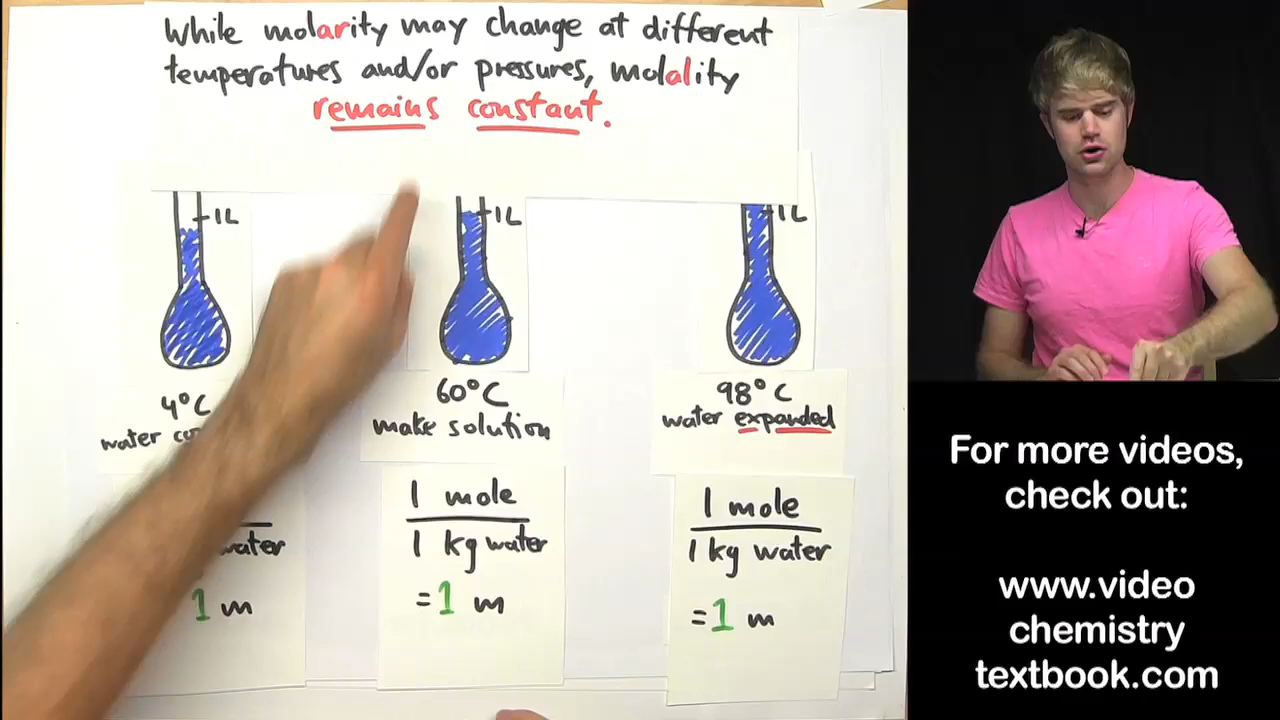 While molarity may change at different
temperatures and/or pressures, molality
remains constant.
1L
1L
1L
4°C
60°C
98°C
water
make solution
water expanded
1 mole
1 mole
water
1 kg water
1 kg water
1 m
=1 m
=1 m
For more videos,
check out:
www.video
chemistry
textbook.com